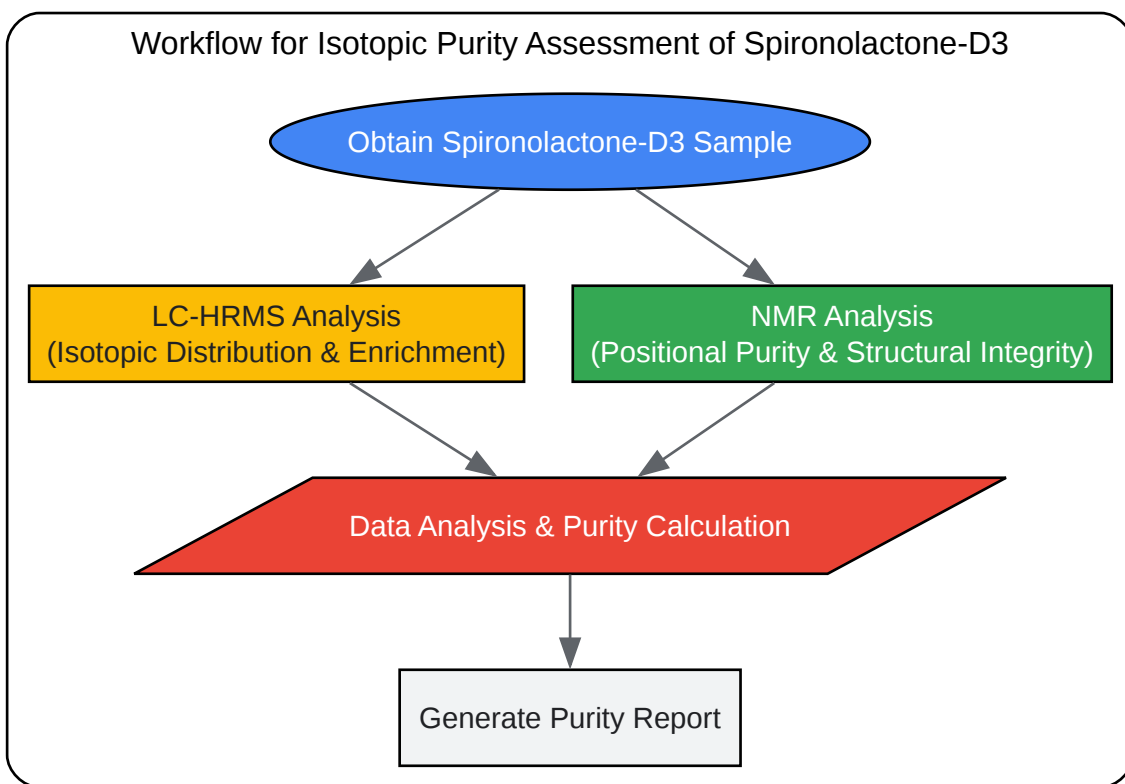 Workflow for Isotopic Purity Assessment of Spironolactone-D3
Obtain Spironolactone-D3 Sample
LC-HRMS Analysis
(Isotopic Distribution & Enrichment)
NMR Analysis
(Positional Purity & Structural Integrity)
Data Analysis & Purity Calculation
Generate Purity Report